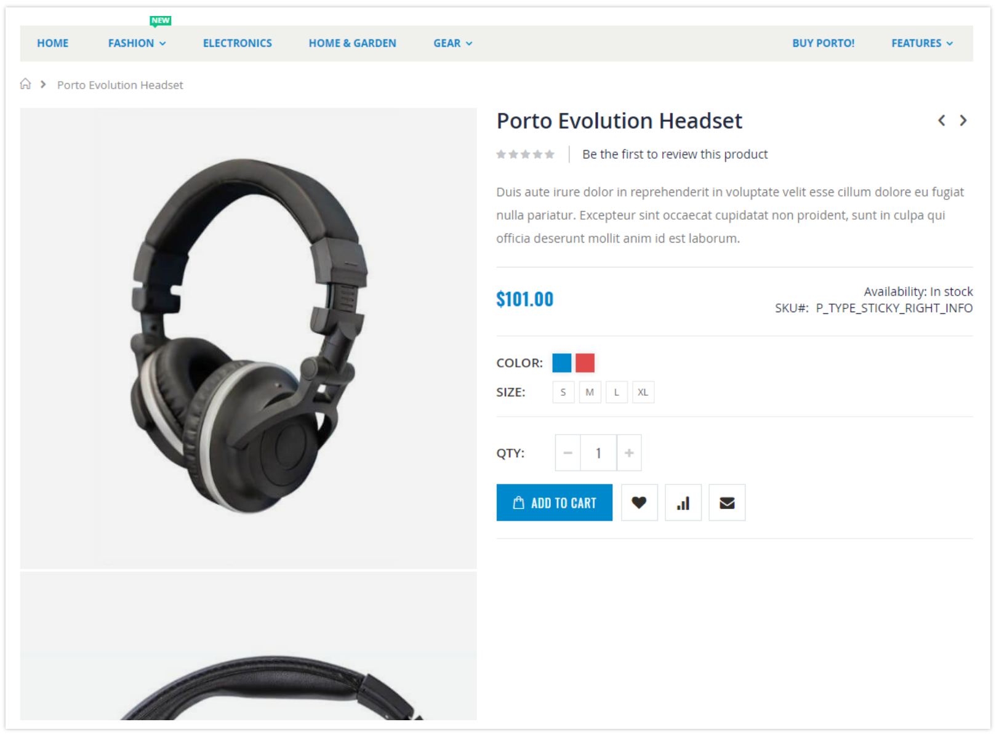 NEW
HOME FASHION ELECTRONICS HOME & GARDEN GEAR BUY PORTO! FEATURES
Porto Evolution Headset
Porto Evolution Headset
Be the first to review this product
Duis aute irure dolor in reprehenderit in voluptate velit esse cillum dolore eu fugiat
nulla pariatur. Excepteur sint occaecat cupidatat non proident, sunt in culpa qui
officia deserunt mollit anim id est laborum.
$101.00
Availability: In stock
SKU#: P_TYPE_STICKY_RIGHT_INFO
COLOR:
SIZE: S M L XL
QTY: − 1 +
ADD TO CART